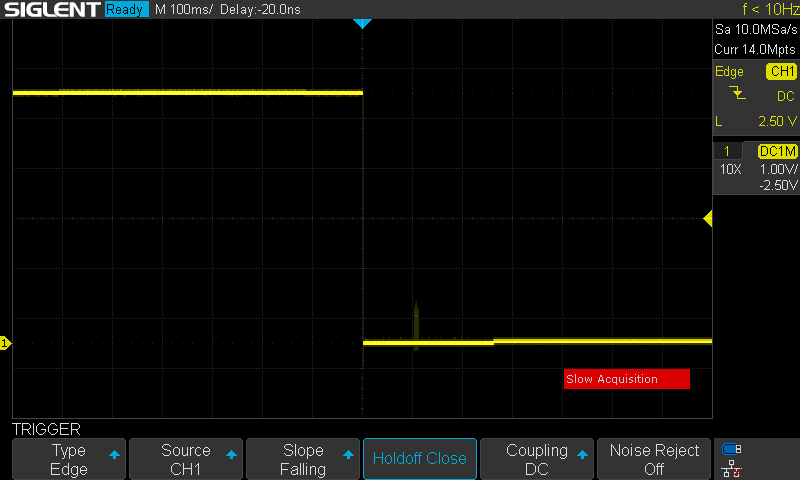 SIGLENT Ready M 100ms/ Delay:-20.0ns f < 10Hz
Sa 10.0MSa/s
Curr 14.0Mpts
Edge CH1
DC
L 2.50 V
1 DC1M
10X 1.00V/
-2.50V
1
Slow Acquisition
TRIGGER
Type Source Slope Holdoff Close Coupling Noise Reject
Edge CH1 Falling DC Off